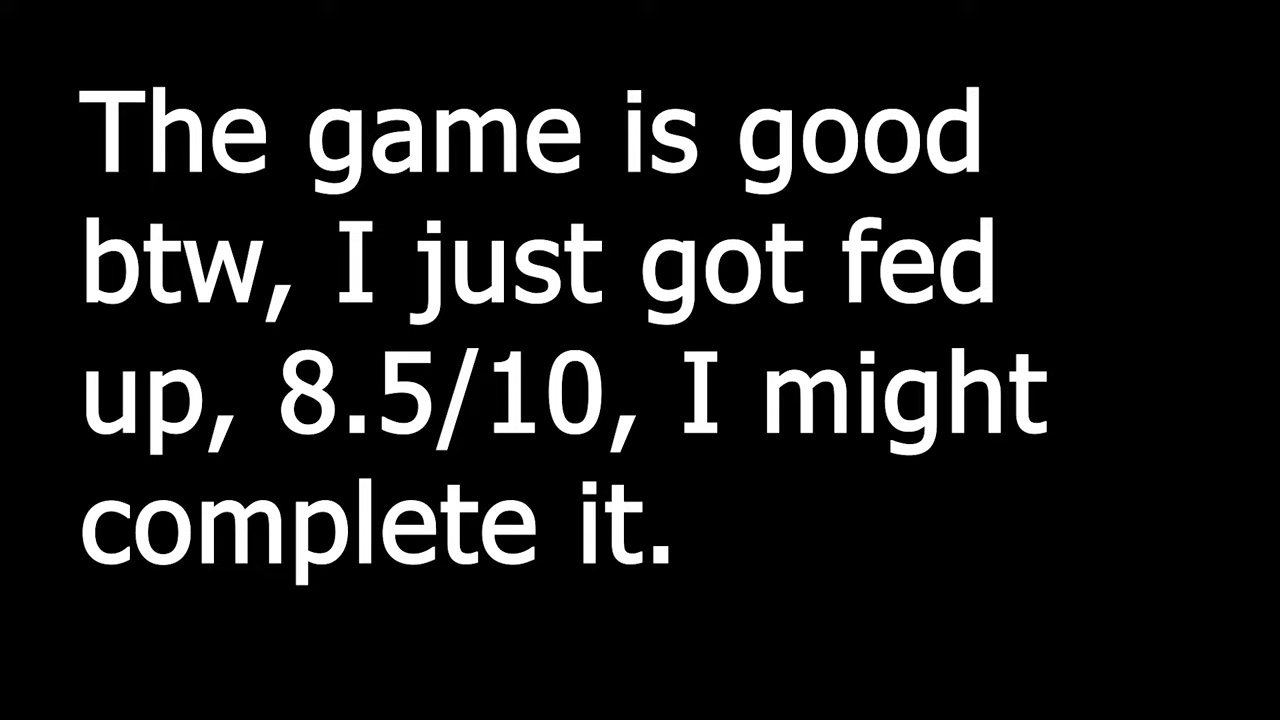 The game is good
btw, I just got fed
up, 8.5/10, I might
complete it.